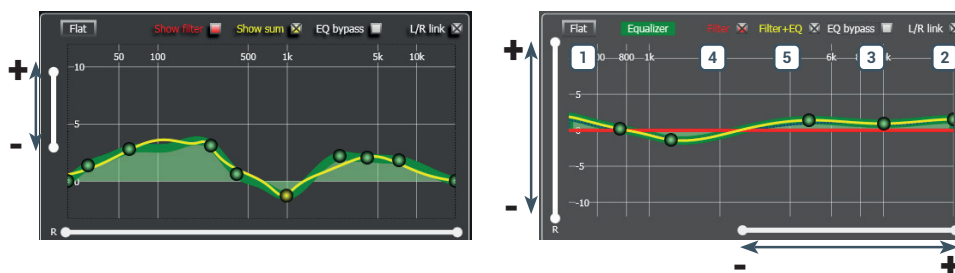 Flat Show filter Show sum EQ bypass L/R link
50 100 500 1k 5k 10k
10
5
0
R
+
-
Flat Equalizer Filter Filter+EQ EQ bypass L/R link
1 800 1k 4 5 6k 3 2
5
0
-5
-10
R
+
-
- +